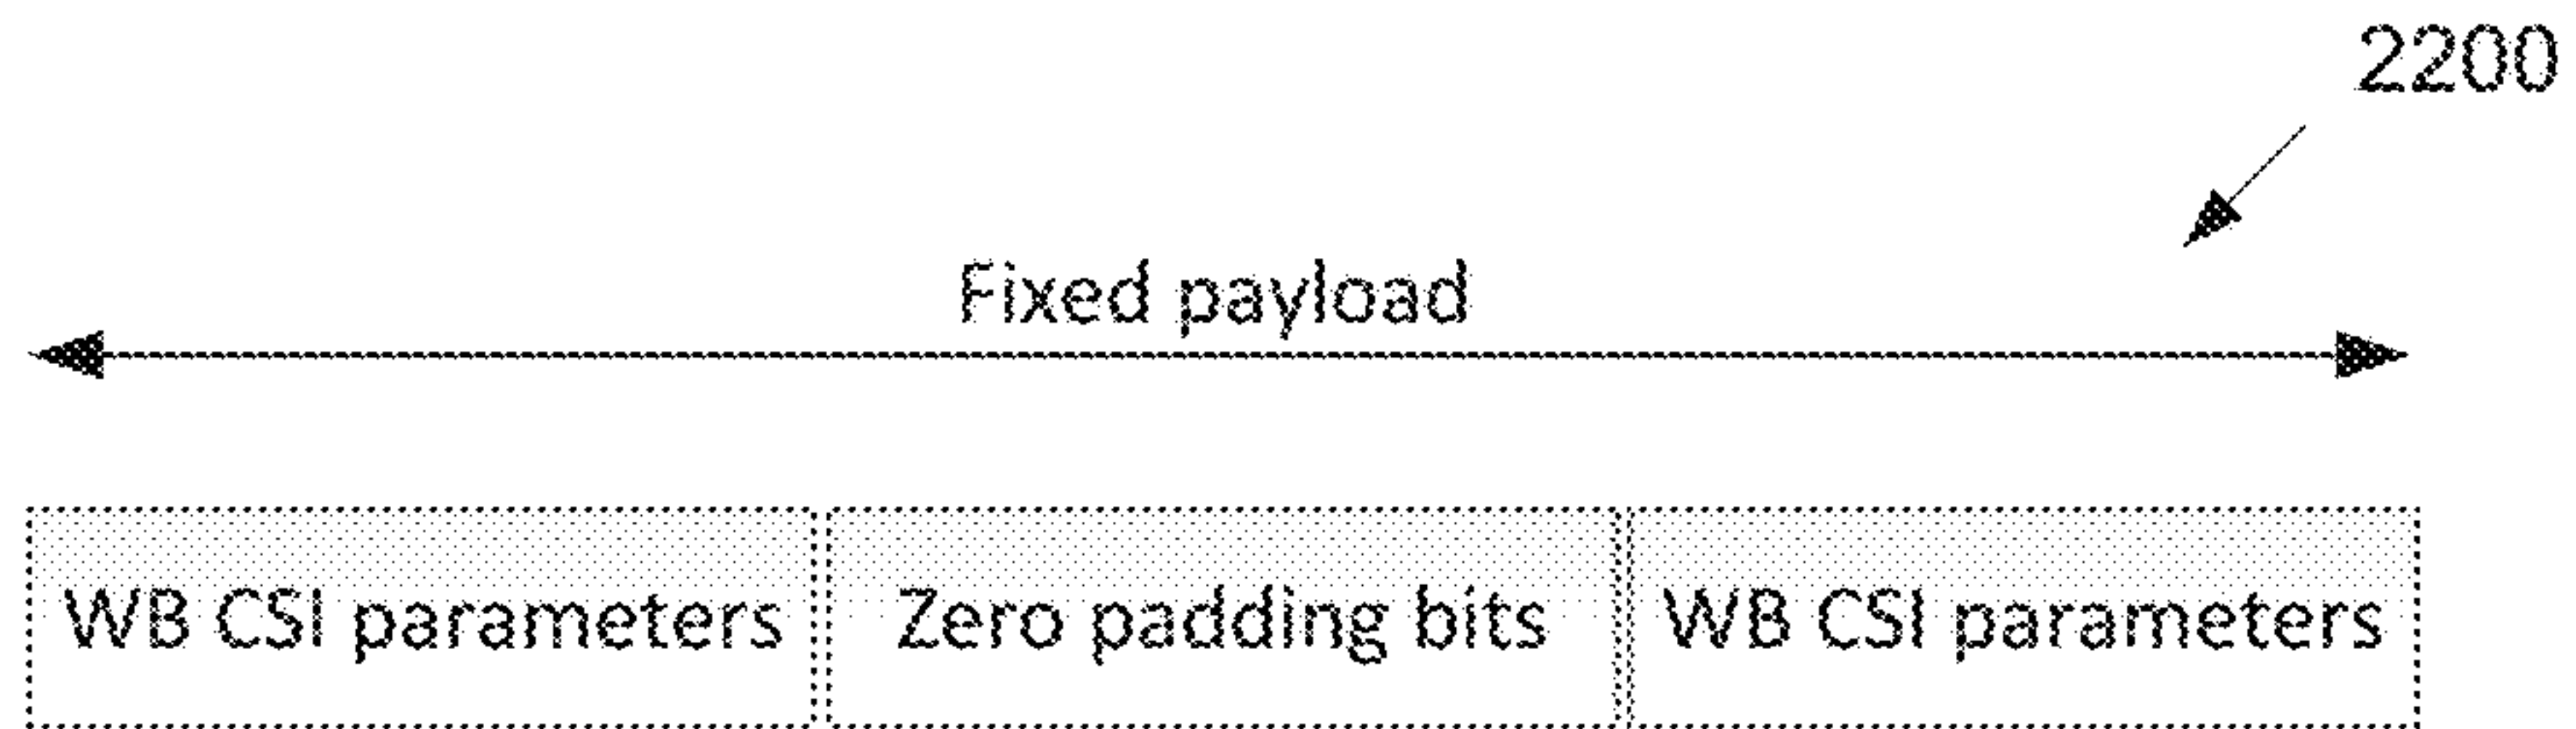 2200
Fixed payload
WB CSI parameters Zero padding bits WB CSI parameters